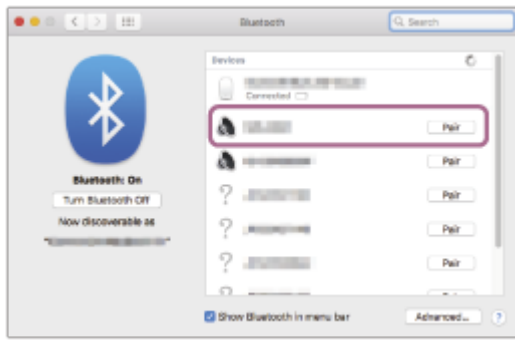 Bluetooth
Search
Devices
Connected
Pair
Pair
Pair
Pair
Pair
Bluetooth: On
Turn Bluetooth Off
Now discoverable as
Show Bluetooth in menu bar
Advanced...
?